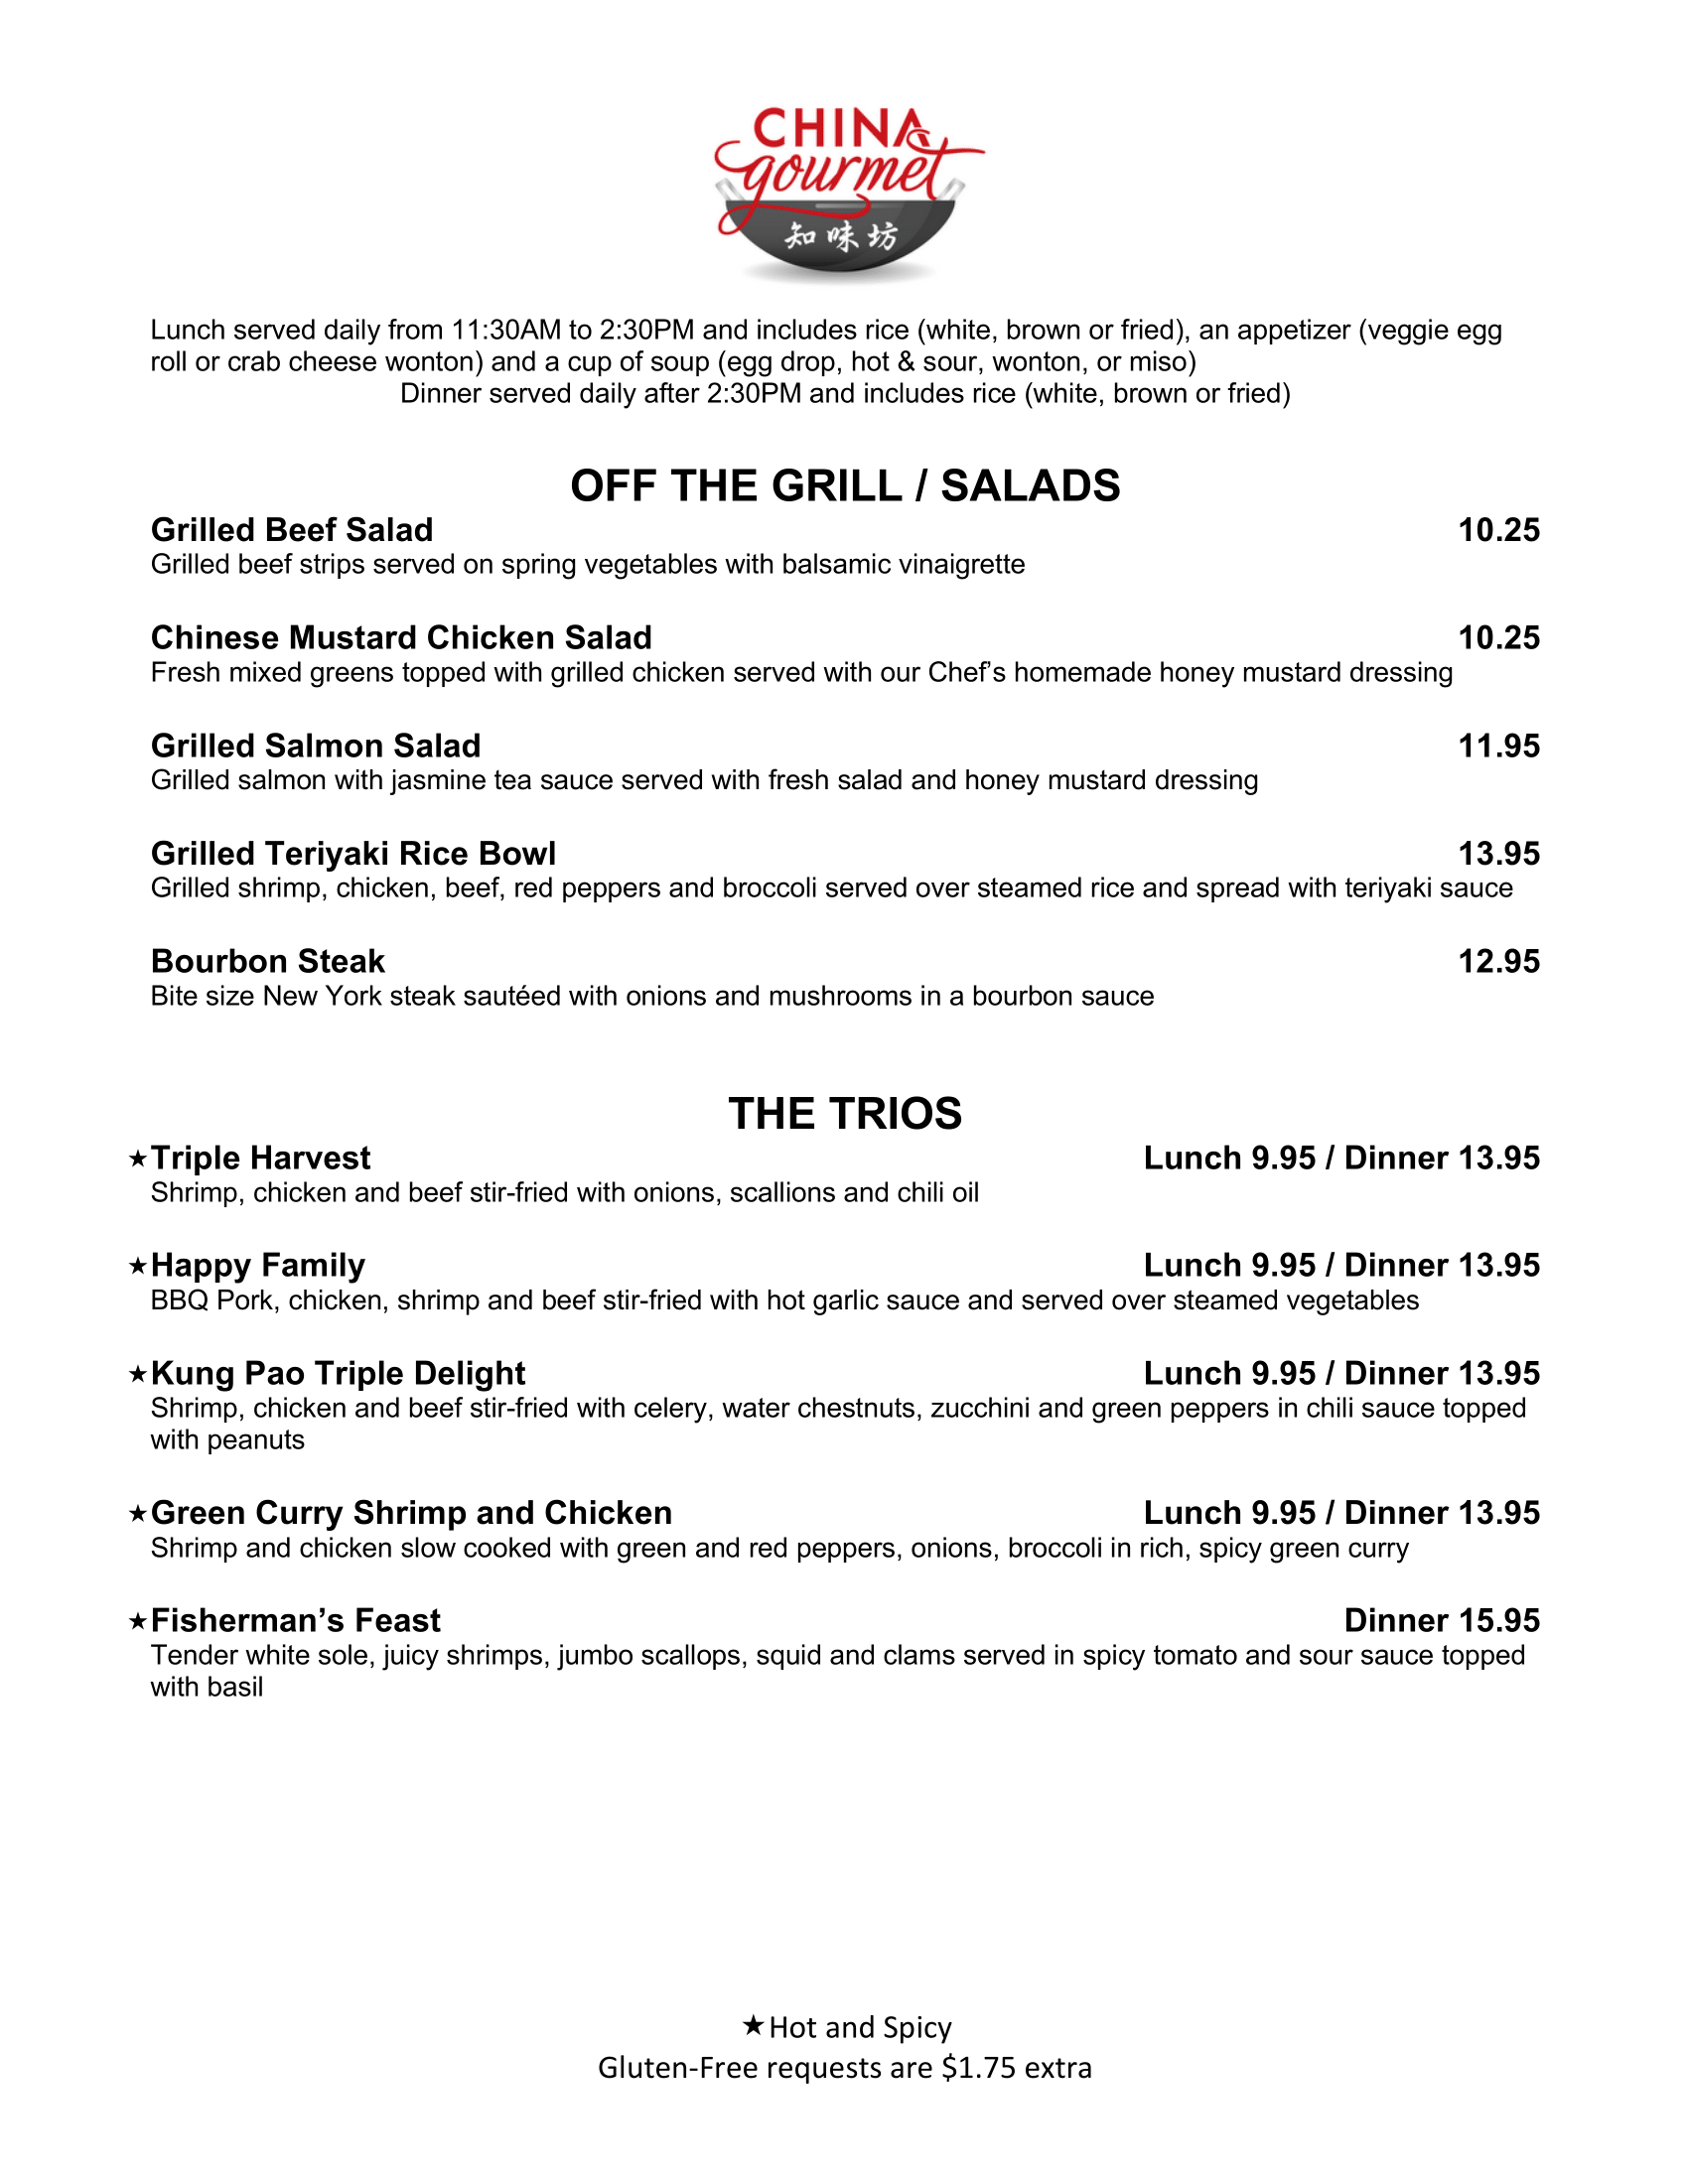 CHINA
gourmet
知味坊
Lunch served daily from 11:30AM to 2:30PM and includes rice (white, brown or fried), an appetizer (veggie egg
roll or crab cheese wonton) and a cup of soup (egg drop, hot & sour, wonton, or miso)
Dinner served daily after 2:30PM and includes rice (white, brown or fried)
OFF THE GRILL / SALADS
Grilled Beef Salad 10.25
Grilled beef strips served on spring vegetables with balsamic vinaigrette
Chinese Mustard Chicken Salad 10.25
Fresh mixed greens topped with grilled chicken served with our Chef’s homemade honey mustard dressing
Grilled Salmon Salad 11.95
Grilled salmon with jasmine tea sauce served with fresh salad and honey mustard dressing
Grilled Teriyaki Rice Bowl 13.95
Grilled shrimp, chicken, beef, red peppers and broccoli served over steamed rice and spread with teriyaki sauce
Bourbon Steak 12.95
Bite size New York steak sautéed with onions and mushrooms in a bourbon sauce
THE TRIOS
★Triple Harvest Lunch 9.95 / Dinner 13.95
Shrimp, chicken and beef stir-fried with onions, scallions and chili oil
★Happy Family Lunch 9.95 / Dinner 13.95
BBQ Pork, chicken, shrimp and beef stir-fried with hot garlic sauce and served over steamed vegetables
★Kung Pao Triple Delight Lunch 9.95 / Dinner 13.95
Shrimp, chicken and beef stir-fried with celery, water chestnuts, zucchini and green peppers in chili sauce topped
with peanuts
★Green Curry Shrimp and Chicken Lunch 9.95 / Dinner 13.95
Shrimp and chicken slow cooked with green and red peppers, onions, broccoli in rich, spicy green curry
★Fisherman’s Feast Dinner 15.95
Tender white sole, juicy shrimps, jumbo scallops, squid and clams served in spicy tomato and sour sauce topped
with basil
★Hot and Spicy
Gluten-Free requests are $1.75 extra